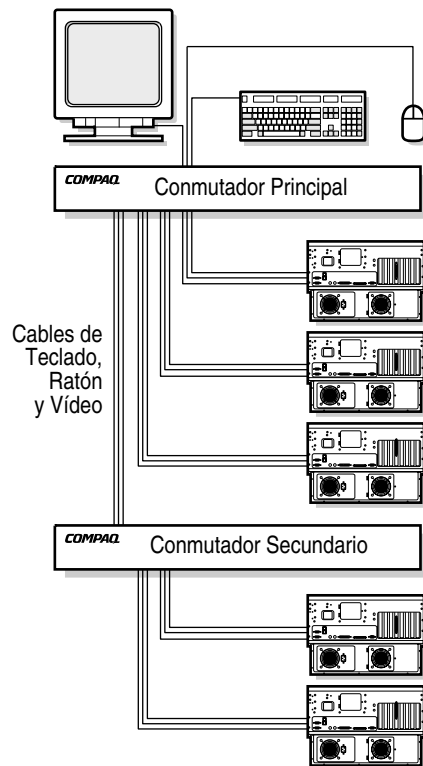 COMPAQ
Conmutador Principal
Cables de
Teclado,
Ratón
y Vídeo
COMPAQ
Conmutador Secundario